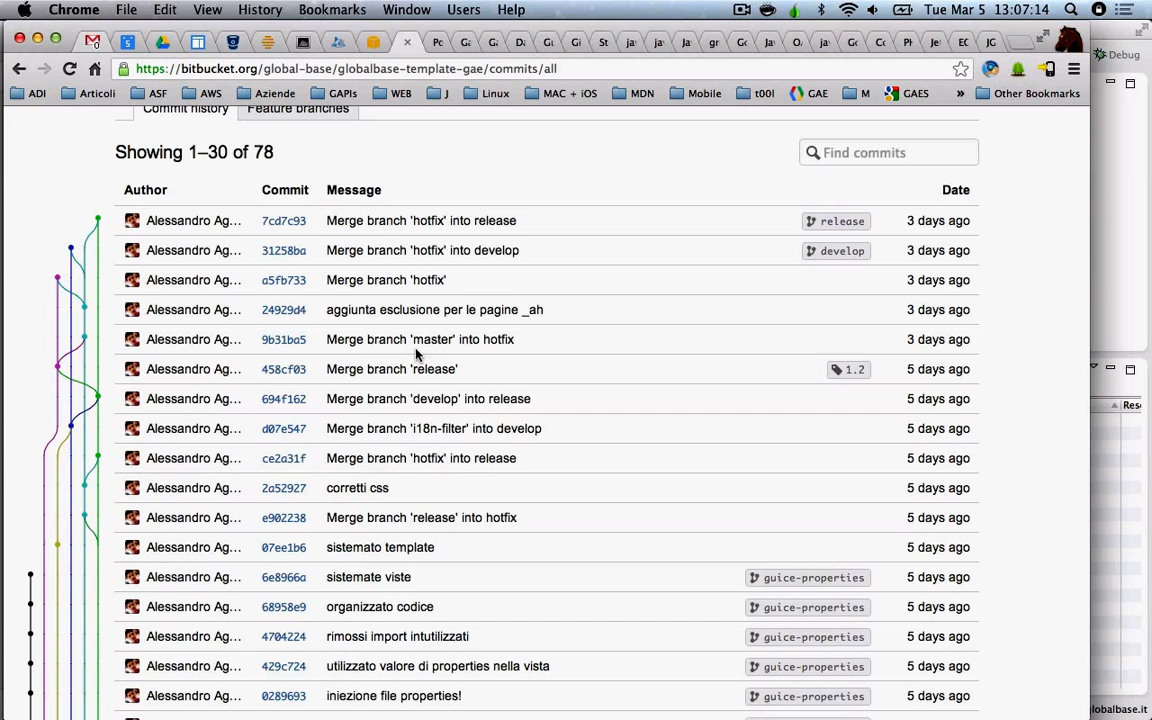 Chrome File Edit View History Bookmarks Window Users Help Tue Mar 5 13:07:14
Debug
https://bitbucket.org/global-base/globalbase-template-gae/commits/all
ADI Articoli ASF AWS Aziende GAPIs WEB J Linux MAC + iOS MDN Mobile t00l GAE M GAES » Other Bookmarks
Commit history Feature branches
Showing 1–30 of 78
Find commits
Author Commit Message Date
Alessandro Ag... 7cd7c93 Merge branch 'hotfix' into release release 3 days ago
Alessandro Ag... 31258ba Merge branch 'hotfix' into develop develop 3 days ago
Alessandro Ag... a5fb733 Merge branch 'hotfix' 3 days ago
Alessandro Ag... 24929d4 aggiunta esclusione per le pagine _ah 3 days ago
Alessandro Ag... 9b31ba5 Merge branch 'master' into hotfix 3 days ago
Alessandro Ag... 458cf03 Merge branch 'release' 1.2 5 days ago
Alessandro Ag... 694f162 Merge branch 'develop' into release 5 days ago
Alessandro Ag... d07e547 Merge branch 'i18n-filter' into develop 5 days ago
Alessandro Ag... ce2a31f Merge branch 'hotfix' into release 5 days ago
Alessandro Ag... 2a52927 corretti css 5 days ago
Alessandro Ag... e902238 Merge branch 'release' into hotfix 5 days ago
Alessandro Ag... 07ee1b6 sistemato template 5 days ago
Alessandro Ag... 6e8966a sistemate viste guice-properties 5 days ago
Alessandro Ag... 68958e9 organizzato codice guice-properties 5 days ago
Alessandro Ag... 4704224 rimossi import intutilizzati guice-properties 5 days ago
Alessandro Ag... 429c724 utilizzato valore di properties nella vista guice-properties 5 days ago
Alessandro Ag... 0289693 iniezione file properties! guice-properties 5 days ago
globalbase.it